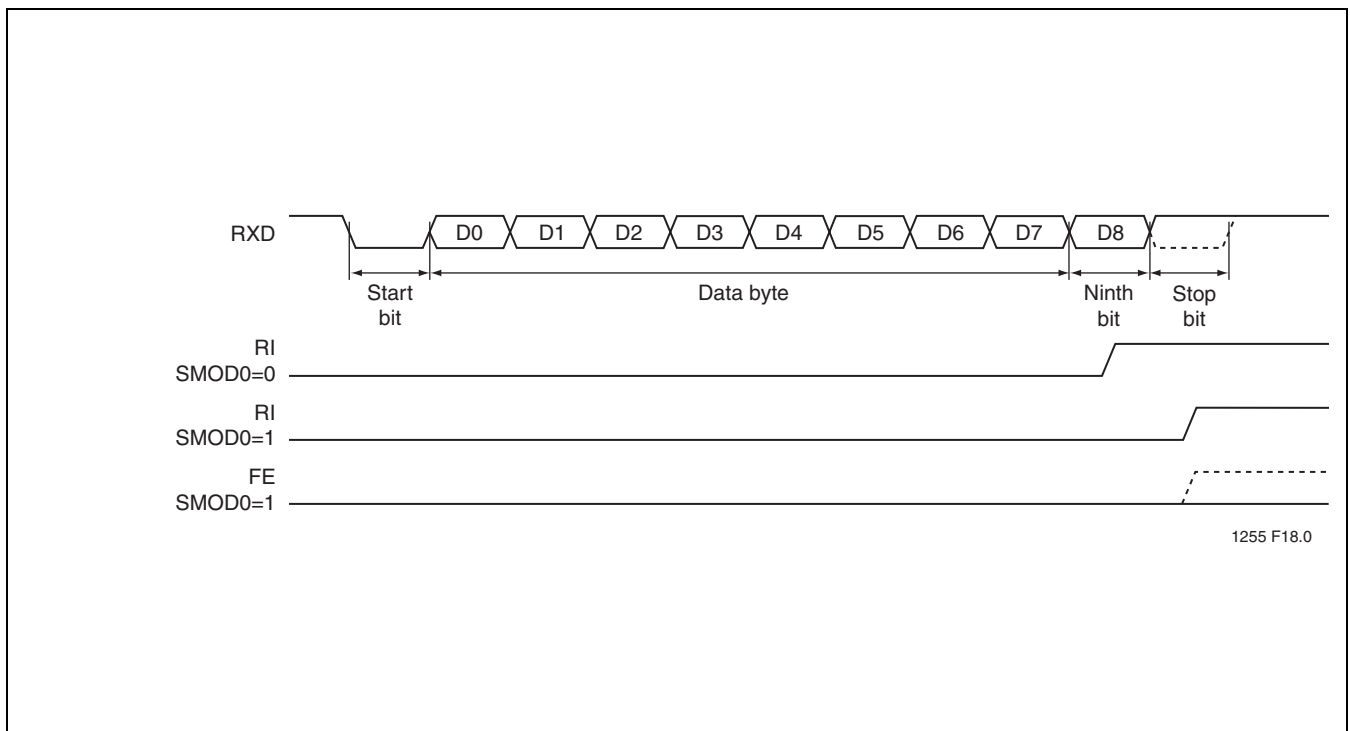 RXD
D0 D1 D2 D3 D4 D5 D6 D7 D8
Start
bit
Data byte
Ninth
bit
Stop
bit
RI
SMOD0=0
RI
SMOD0=1
FE
SMOD0=1
1255 F18.0